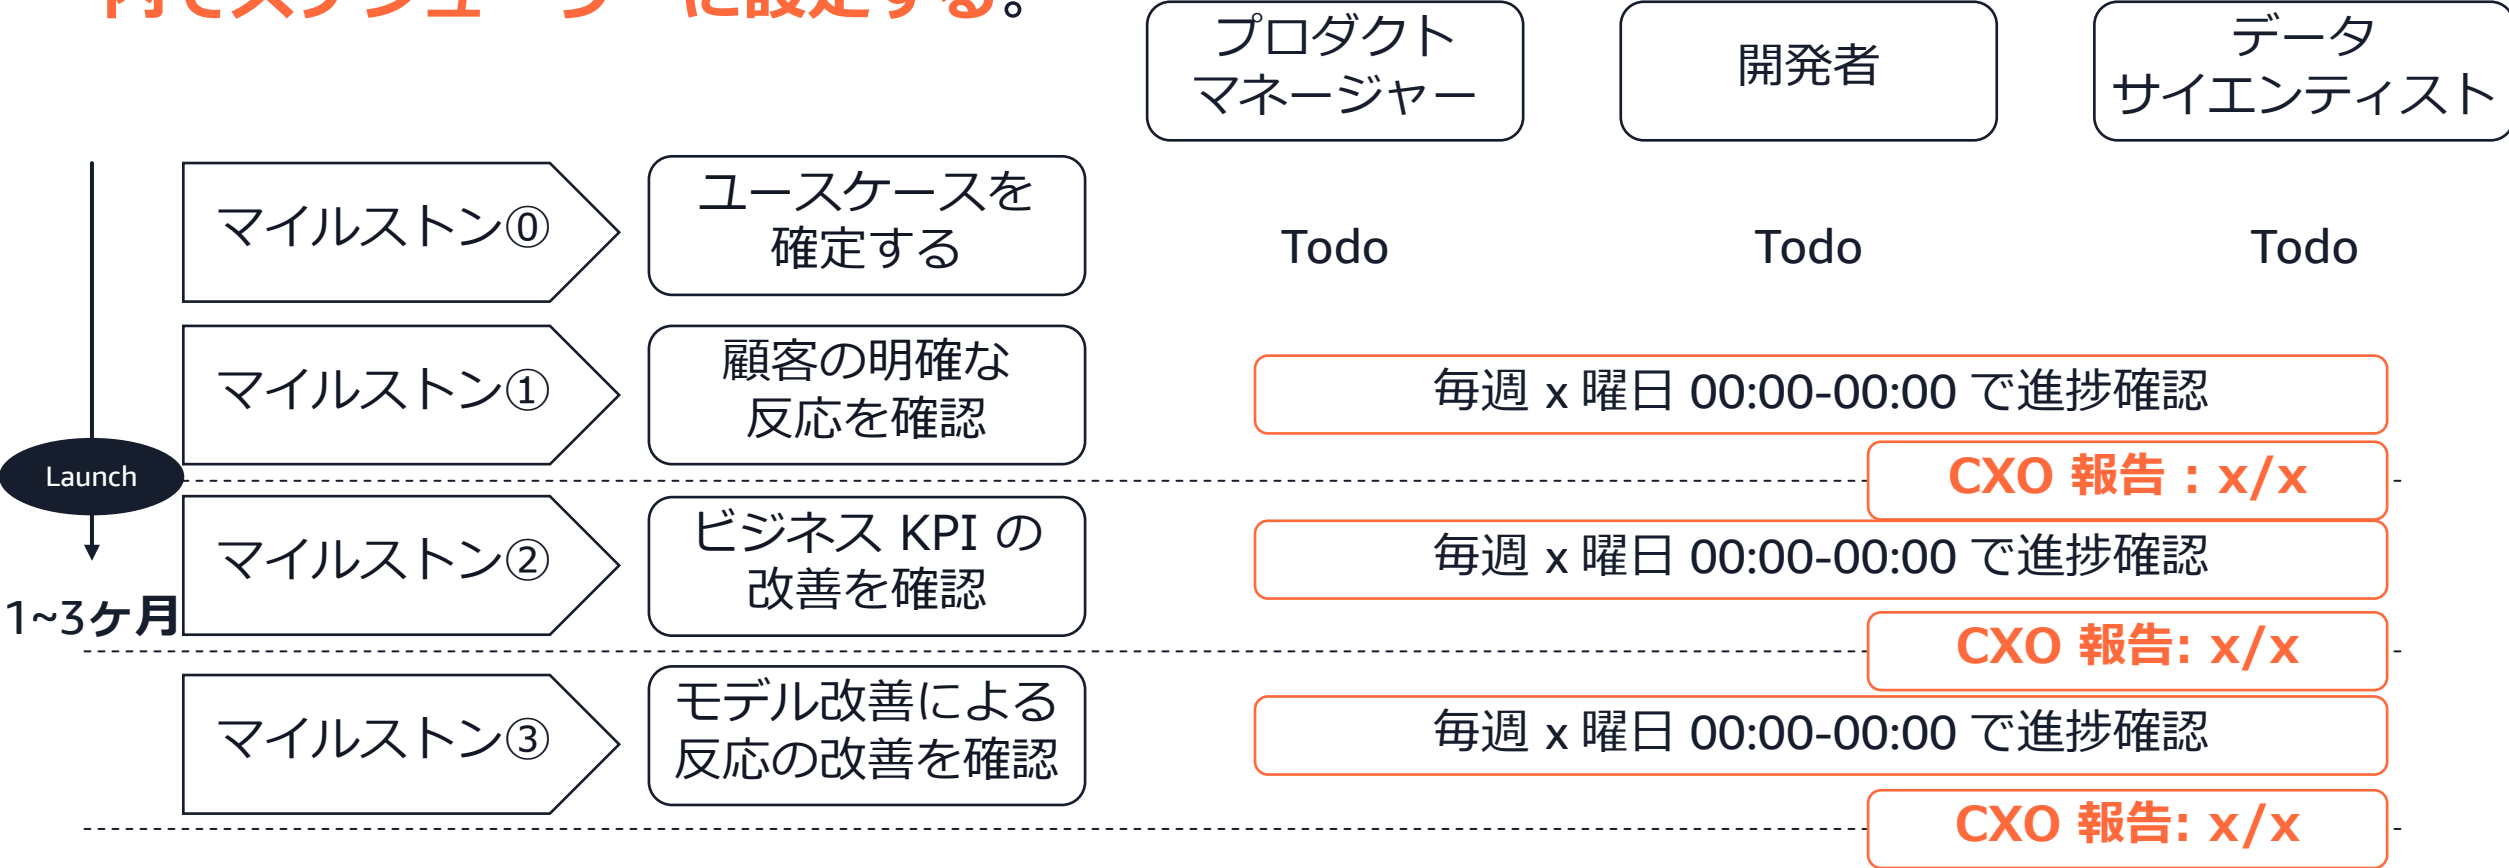 に設定する。
プロダクト
マネージャー
開発者
データ
サイエンティスト
マイルストン⓪
ユースケースを
確定する
Todo
Todo
Todo
マイルストン①
顧客の明確な
反応を確認
毎週 x 曜日 00:00-00:00 で進捗確認
Launch
CXO 報告：x/x
マイルストン②
ビジネス KPI の
改善を確認
毎週 x 曜日 00:00-00:00 で進捗確認
1~3ヶ月
CXO 報告: x/x
マイルストン③
モデル改善による
反応の改善を確認
毎週 x 曜日 00:00-00:00 で進捗確認
CXO 報告: x/x